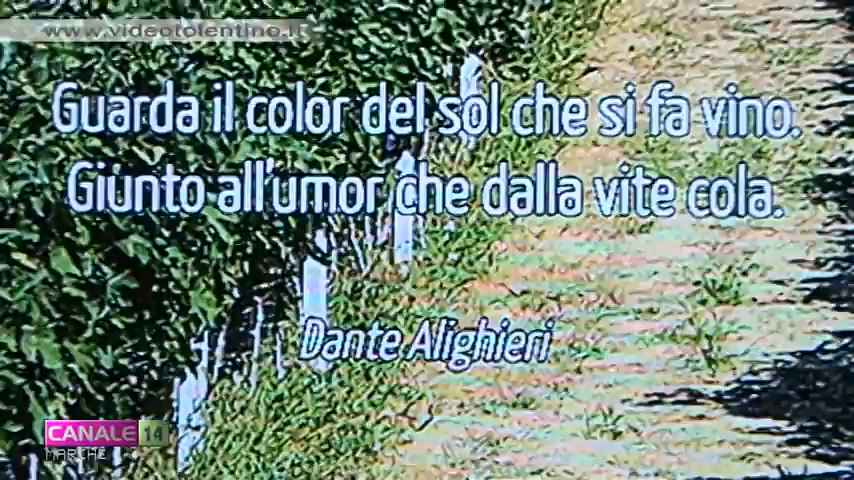 www.videotolentino.it
Guarda il color del sol che si fa vino.
Giunto all'umor che dalla vite cola.
Dante Alighieri
CANALE 14
MARCHE